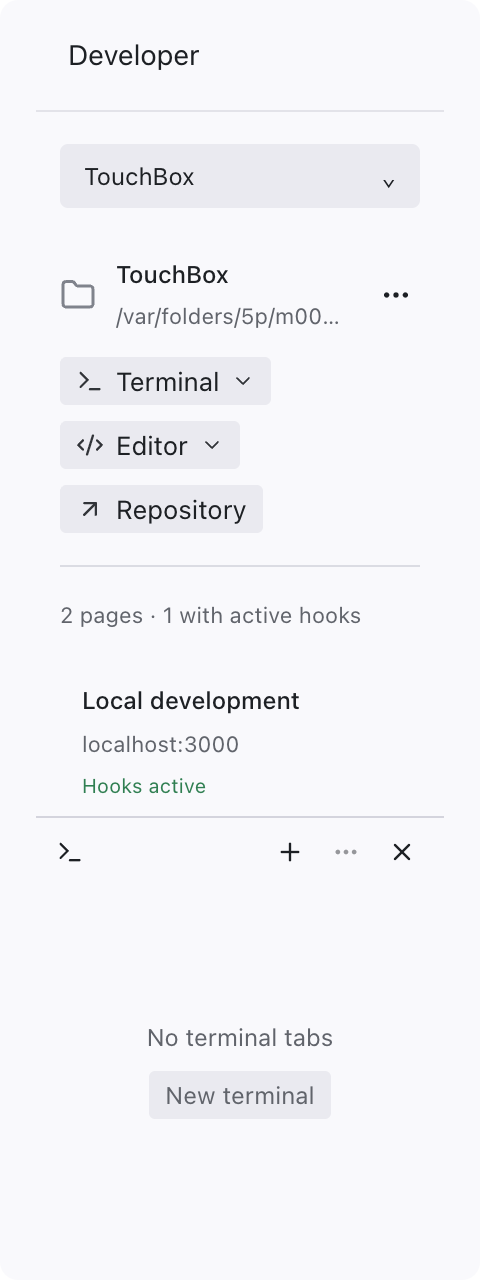 Developer
TouchBox
TouchBox
/var/folders/5p/m00...
Terminal
Editor
Repository
2 pages · 1 with active hooks
Local development
localhost:3000
Hooks active
No terminal tabs
New terminal